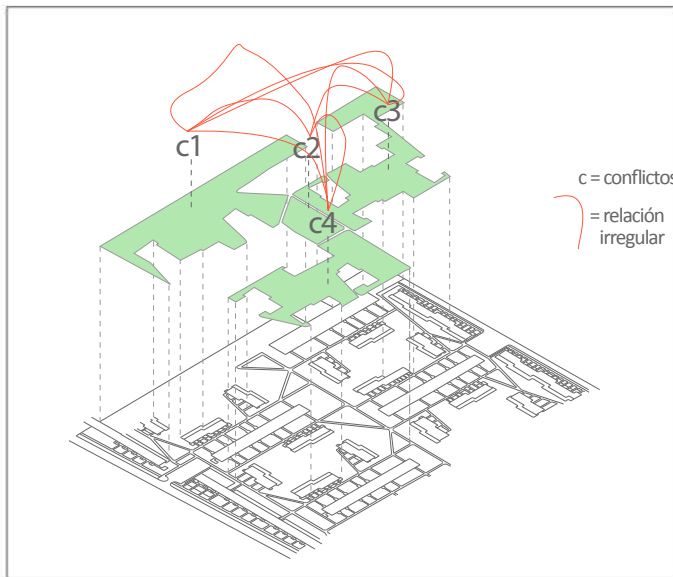 c3
c1
c2
c4
c = conflictos
= relación
irregular